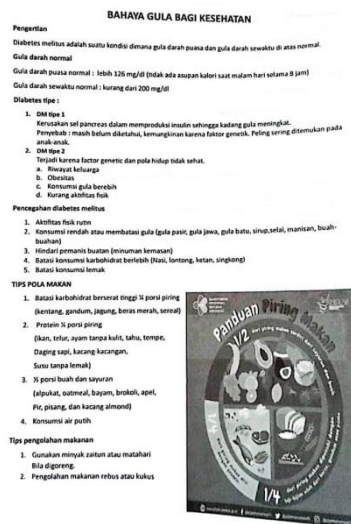 BAHAYA GULA BAGI KESEHATAN
Pengertian
Diabetes melitus adalah suatu kondisi dimana gula darah puasa dan gula darah sewaktu di atas normal.
Gula darah normal
Gula darah puasa normal : lebih 126 mg/dl (tidak ada asupan kalori saat malam hari selama 8 jam)
Gula darah sewaktu normal : kurang dari 200 mg/dl
Diabetes tipe :
1. DM tipe 1
Kerusakan sel pancreas dalam memproduksi insulin sehingga kadang gula meningkat.
Penyebab : masih belum diketahui, kemungkinan karena faktor genetik. Peling sering ditemukan pada
anak-anak.
2. DM tipe 2
Terjadi karena factor genetic dan pola hidup tidak sehat.
a. Riwayat keluarga
b. Obesitas
c. Konsumsi gula berebih
d. Kurang aktifitas fisik
Pencegahan diabetes melitus
1. Aktifitas fisik rutin
2. Konsumsi rendah atau membatasi gula (gula pasir, gula jawa, gula batu, sirup,selai, manisan, buah-
buahan)
3. Hindari pemanis buatan (minuman kemasan)
4. Batasi konsumsi karbohidrat berlebih (Nasi, lontong, ketan, singkong)
5. Batasi konsumsi lemak
TIPS POLA MAKAN
1. Batasi karbohidrat berserat tinggi ¼ porsi piring
(kentang, gandum, jagung, beras merah, sereal)
2. Protein ¼ porsi piring
(ikan, telur, ayam tanpa kulit, tahu, tempe,
Daging sapi, kacang-kacangan,
Susu tanpa lemak)
3. ½ porsi buah dan sayuran
(alpukat, oatmeal, bayam, brokoli, apel,
Pir, pisang, dan kacang almond)
4. Konsumsi air putih
Tips pengolahan makanan
1. Gunakan minyak zaitun atau matahari
Bila digoreng.
2. Pengolahan makanan rebus atau kukus
Panduan Piring Makan
1/2
1/4